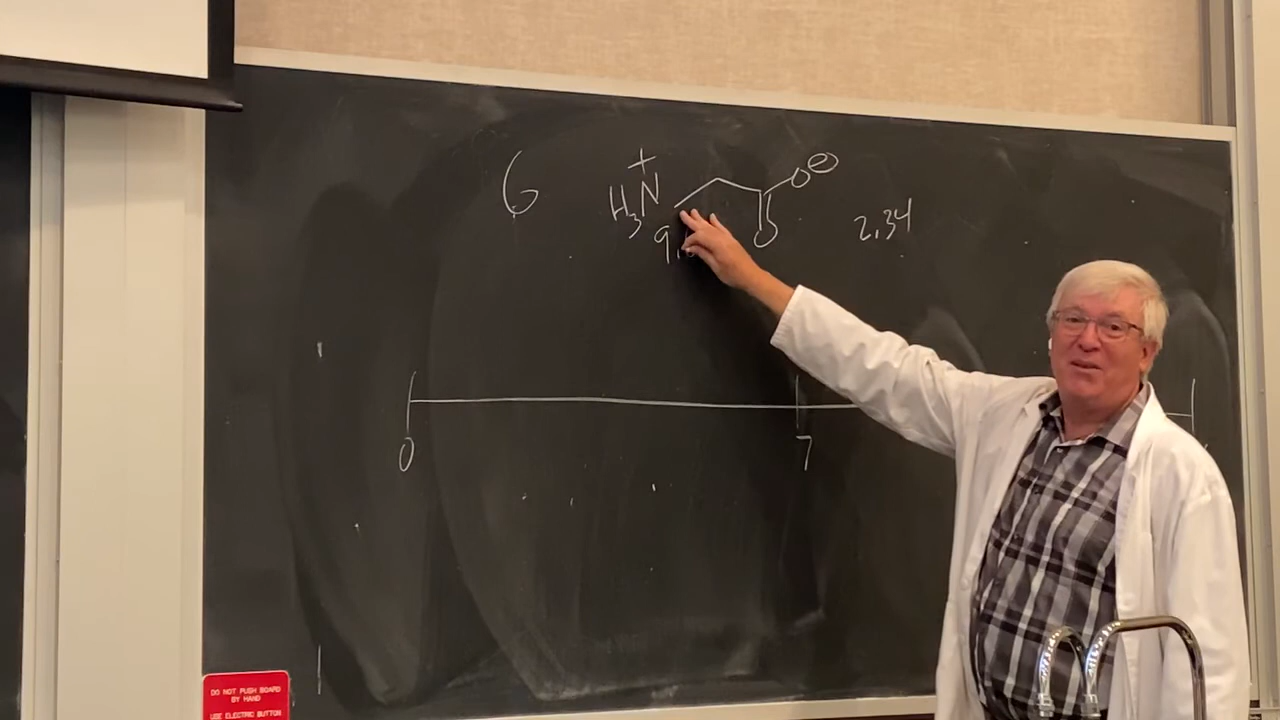 G H₃N⁺ O⊖
O 2.34
9.
0 7
DO NOT PUSH BOARD
BY HAND
USE ELECTRIC BUTTON